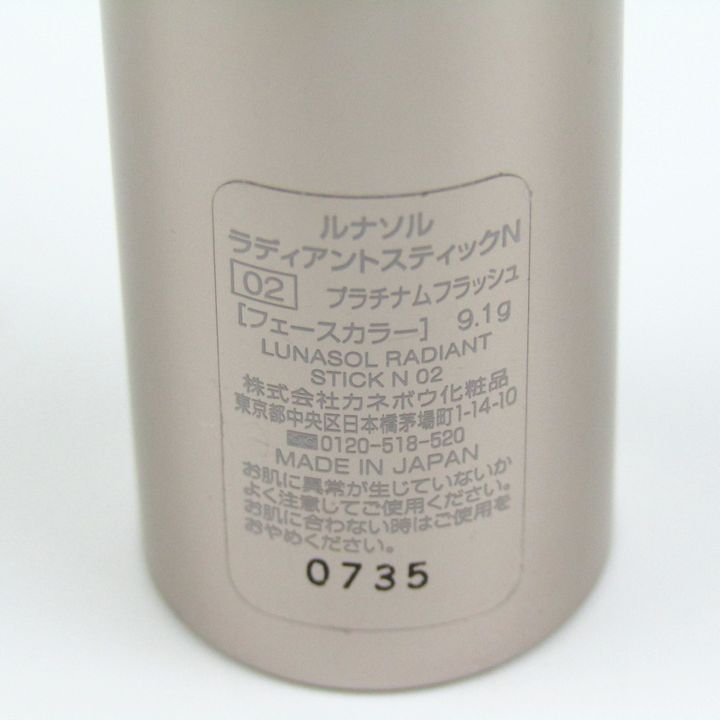 ルナソル
ラディアントスティックN
02 プラチナムフラッシュ
[フェースカラー] 9.1g
LUNASOL RADIANT
STICK N 02
株式会社カネボウ化粧品
東京都中央区日本橋茅場町1-14-10
0120-518-520
MADE IN JAPAN
お肌に異常が生じていないか
よく注意してご使用ください。
お肌に合わない時はご使用を
おやめください。
0735